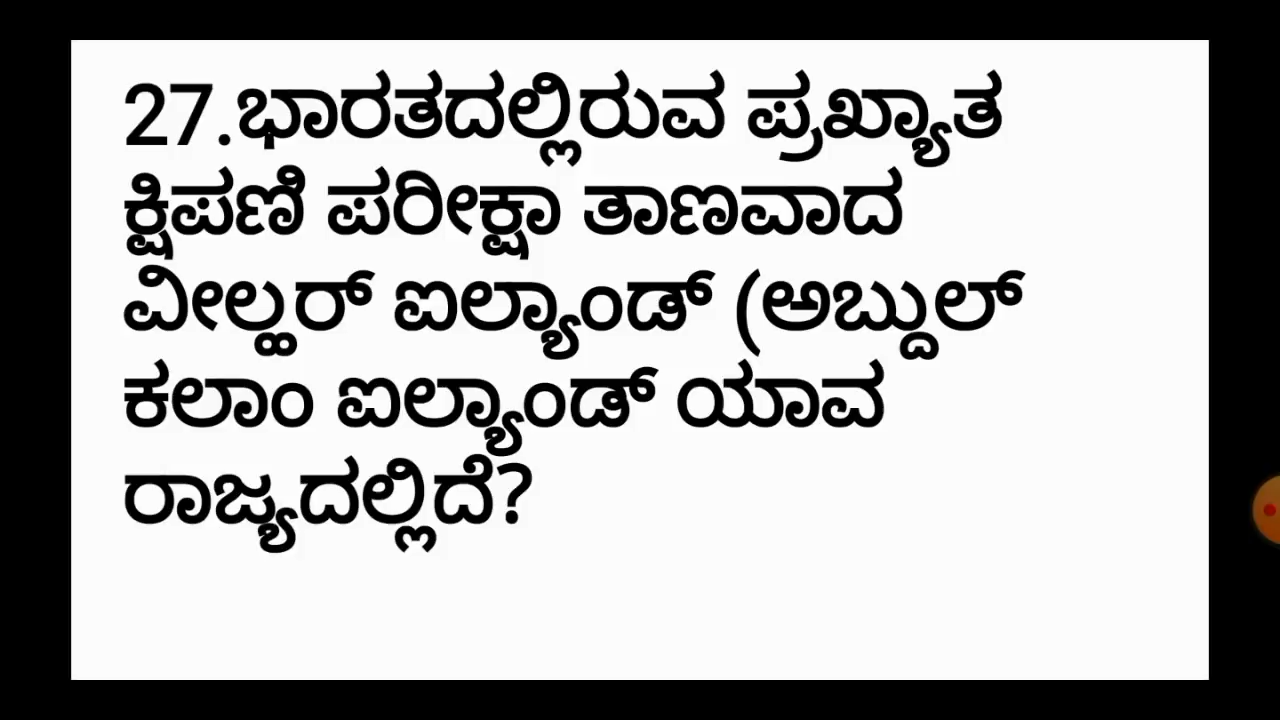 27.ಭಾರತದಲ್ಲಿರುವ ಪ್ರಖ್ಯಾತ
ಕ್ಷಿಪಣಿ ಪರೀಕ್ಷಾ ತಾಣವಾದ
ವೀಲ್ಹರ್ ಐಲ್ಯಾಂಡ್ (ಅಬ್ದುಲ್
ಕಲಾಂ ಐಲ್ಯಾಂಡ್ ಯಾವ
ರಾಜ್ಯದಲ್ಲಿದೆ?